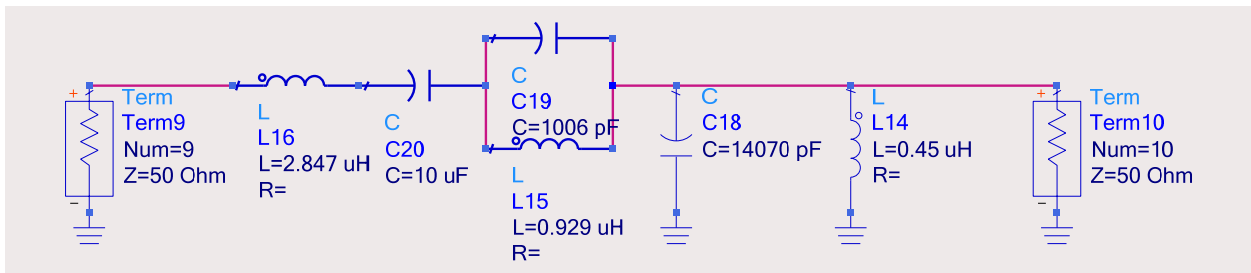 +
Term
Term9
Num=9
Z=50 Ohm
-
L
L16
L=2.847 uH
R=
C
C20
C=10 uF
C
C19
C=1006 pF
L
L15
L=0.929 uH
R=
C
C18
C=14070 pF
L
L14
L=0.45 uH
R=
+
Term
Term10
Num=10
Z=50 Ohm
-